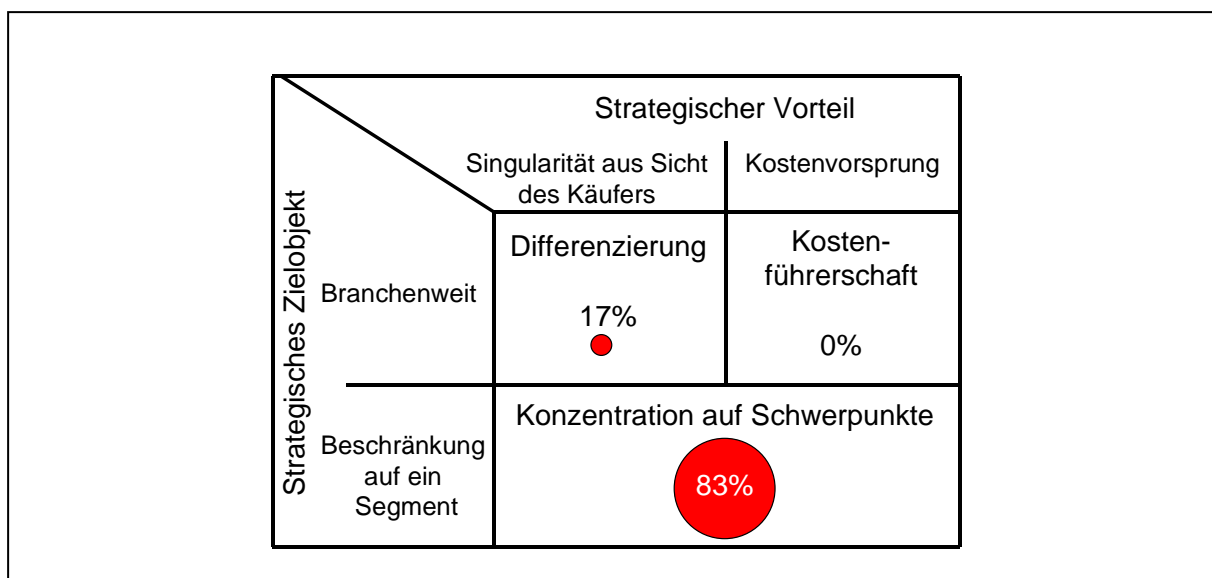 Strategischer Vorteil
Singularität aus Sicht
des Käufers
Kostenvorsprung
Strategisches Zielobjekt
Branchenweit
Differenzierung
17%
Kosten-
führerschaft
0%
Beschränkung
auf ein
Segment
Konzentration auf Schwerpunkte
83%